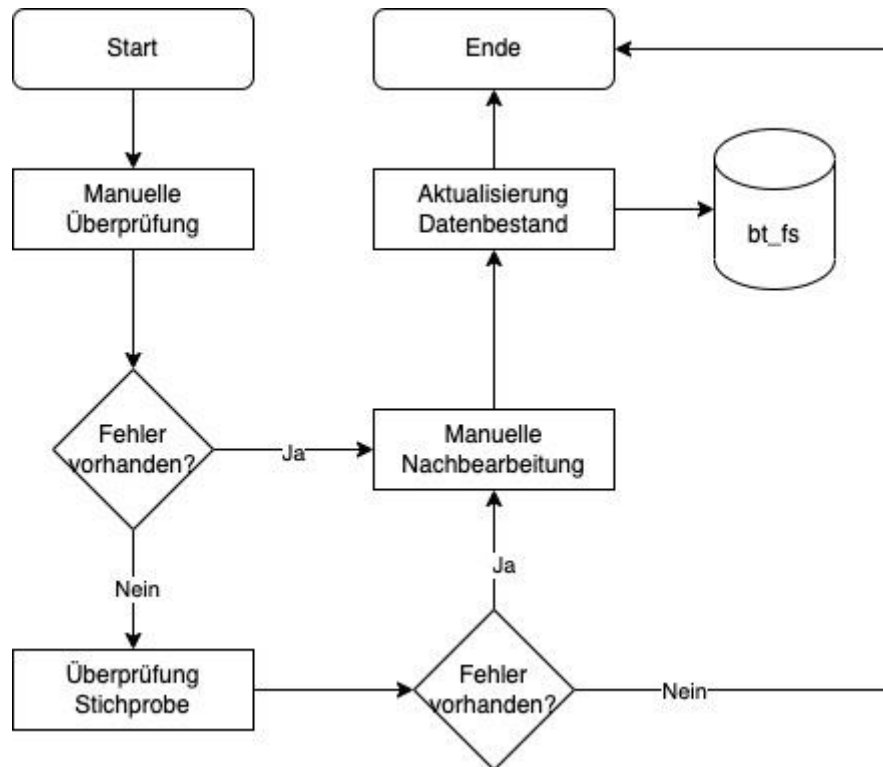 Start
Ende
Manuelle
Überprüfung
Aktualisierung
Datenbestand
bt_fs
Fehler
vorhanden?
Ja
Manuelle
Nachbearbeitung
Nein
Ja
Überprüfung
Stichprobe
Fehler
vorhanden?
Nein